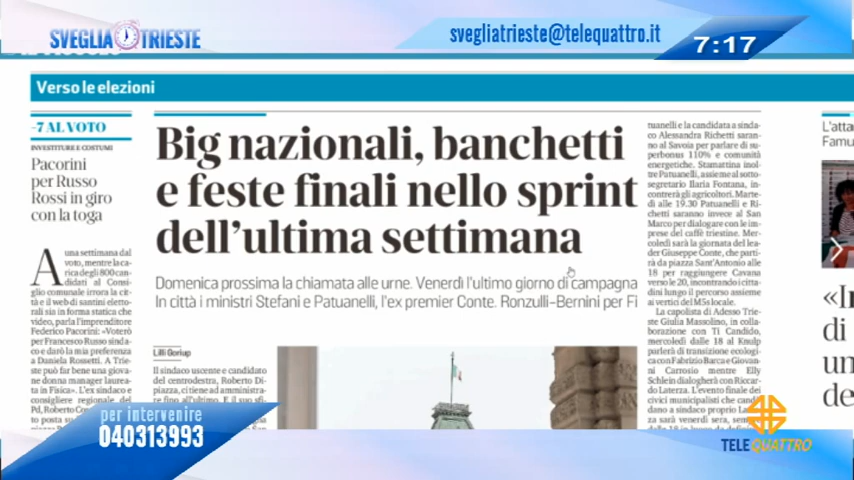 SVEGLIA TRIESTE
svegliatrieste@telequattro.it
7:17
Verso le elezioni
-7 AL VOTO
INVESTITURE E COSTUMI
Pacorini
per Russo
Rossi in giro
con la toga
A una settimana dal
voto, mentre la ca-
rica degli 800 can-
didati al Consi-
glio comunale irrora la cit-
tà e il web di santini eletto-
rali sia in forma statica che
video, parla l'imprenditore
Federico Pacorini: «Voterò
per Francesco Russo sinda-
co e darò la mia preferenza
a Daniela Rossetti. A Trie-
ste può far bene una giova-
ne donna manager laurea-
ta in Fisica». L'ex sindaco e
consigliere regionale del
Pd, Roberto Co
to posta so
Big nazionali, banchetti
e feste finali nello sprint
dell'ultima settimana
Domenica prossima la chiamata alle urne. Venerdì l'ultimo giorno di campagna
In città i ministri Stefani e Patuanelli, l'ex premier Conte. Ronzulli-Bernini per Fi
Lilli Goriup
Il sindaco uscente e candidato
del centrodestra, Roberto Di-
piazza, ci tiene ad amministra-
re fino all'ultimo. E il suo
tuanelli e la candidata a sinda-
co Alessandra Richetti saran-
no al Savoia per parlare di su-
perbonus 110% e comunità
energetiche. Stamattina inol-
tre Patuanelli, assieme al sotto-
segretario Ilaria Fontana, in-
contrerà gli agricoltori. Marte-
dì alle 19.30 Patuanelli e Ri-
chetti saranno invece al San
Marco per dialogare con le im-
prese del caffè triestine. Mer-
coledì sarà la giornata del lea-
der Giuseppe Conte, che parti-
rà da piazza Sant'Antonio alle
18 per raggiungere Cavana
verso le 20, incontrando i citta-
dini lungo il percorso assieme
ai vertici del M5s locale.
La capolista di Adesso Trie-
ste Giulia Massolino, in colla-
borazione con Ti Candido,
mercoledì dalle 18 al Knulp
parlerà di transizione ecologi-
ca con Fabrizio Barca e Giovan-
ni Carrosio mentre Elly
Schlein dialogherà con Riccar-
do Laterza. L'evento finale dei
civici municipali che candi-
dano a sindaco proprio La
za sarà venerdì sera,
L'atta
Famu
«I
di
un
de
per intervenire
040313993
TELEQUATTRO